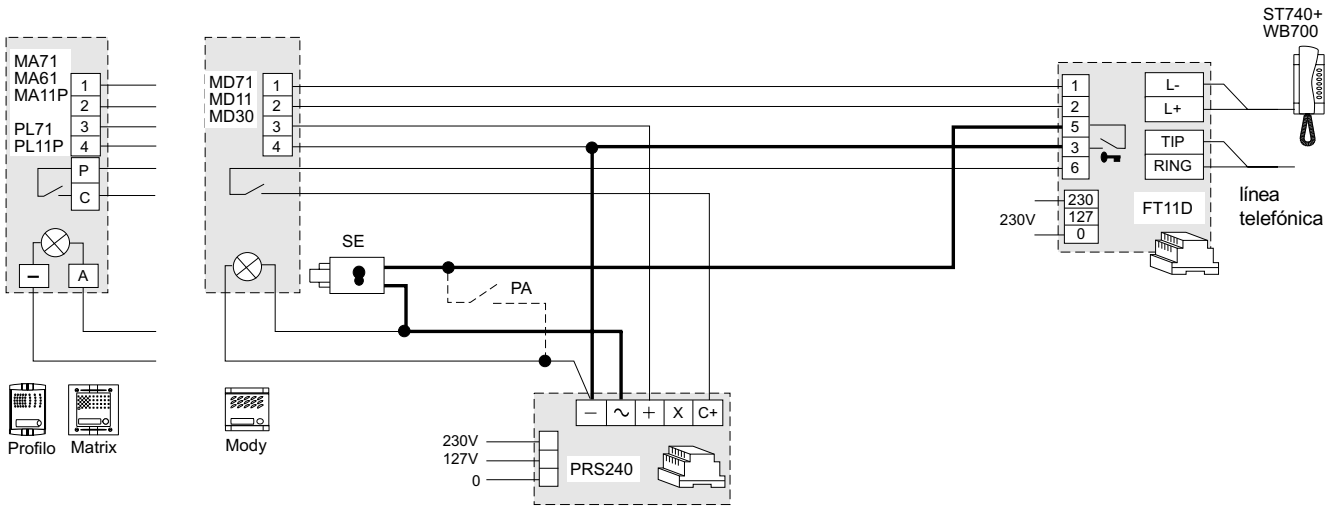 ST740+
WB700
MA71
MA61
MA11P
PL71
PL11P
1
2
3
4
P
C
–
A
MD71
MD11
MD30
1
2
3
4
1
2
5
3
6
L-
L+
TIP
RING
230
127
0
230V
FT11D
línea
telefónica
SE
PA
Profilo
Matrix
Mody
– ~ + X C+
230V
127V
0
PRS240